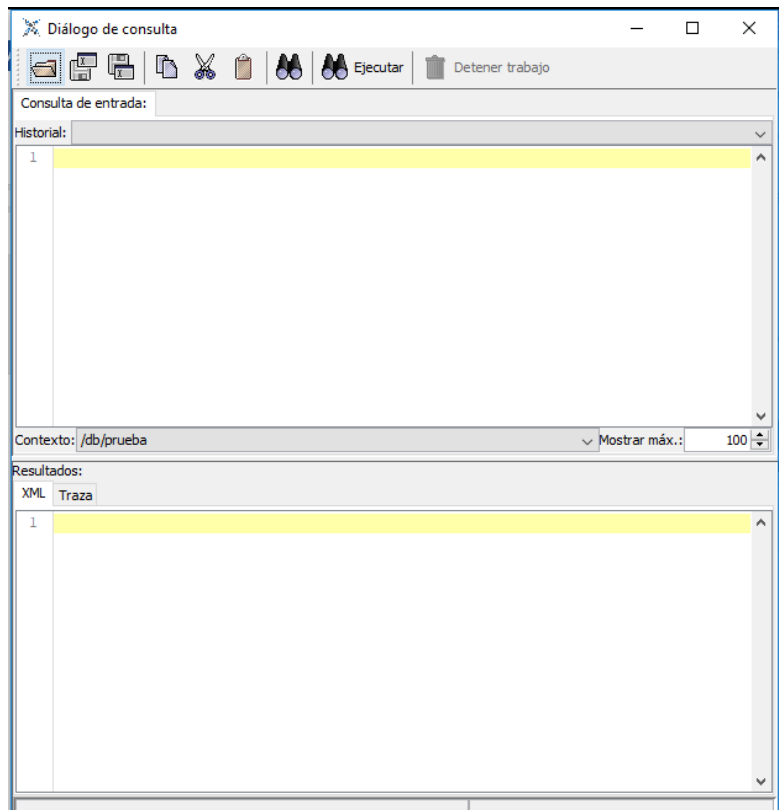 Diálogo de consulta
Ejecutar Detener trabajo
Consulta de entrada:
Historial:
1
Contexto: /db/prueba Mostrar máx.: 100
Resultados:
XML Traza
1